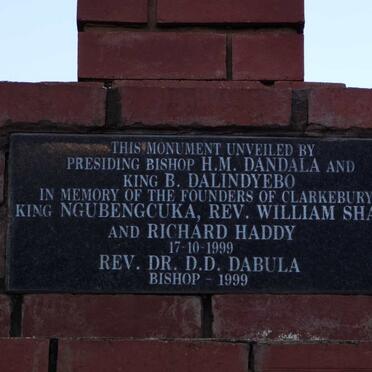 THIS MONUMENT UNVEILED BY
PRESIDING BISHOP H.M. DANDALA AND
KING B. DALINDYEBO
IN MEMORY OF THE FOUNDERS OF CLARKEBURY
KING NGUBENGCUKA, REV. WILLIAM SHA
AND RICHARD HADDY
17-10-1999
REV. DR. D.D. DABULA
BISHOP - 1999